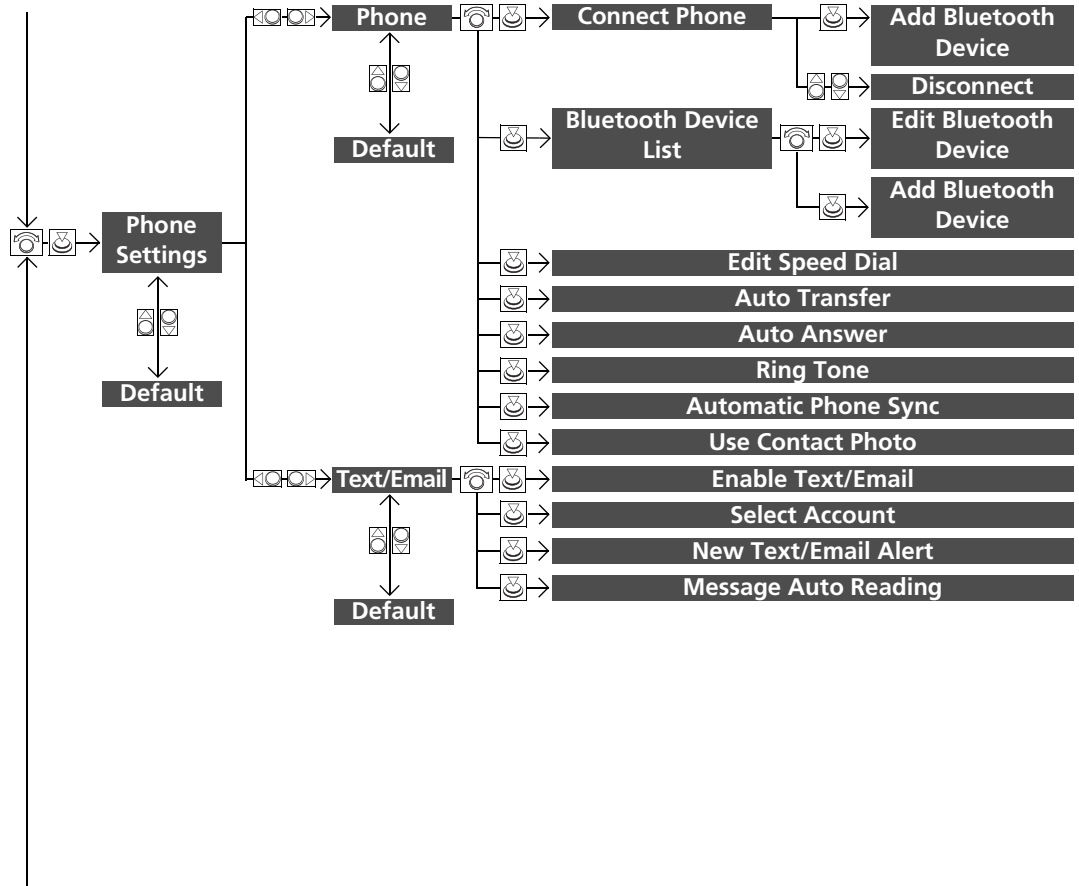 Phone
Connect Phone
Add Bluetooth
Device
Disconnect
Default
Bluetooth Device
List
Edit Bluetooth
Device
Add Bluetooth
Device
Phone
Settings
Default
Edit Speed Dial
Auto Transfer
Auto Answer
Ring Tone
Automatic Phone Sync
Use Contact Photo
Text/Email
Enable Text/Email
Select Account
New Text/Email Alert
Message Auto Reading
Default